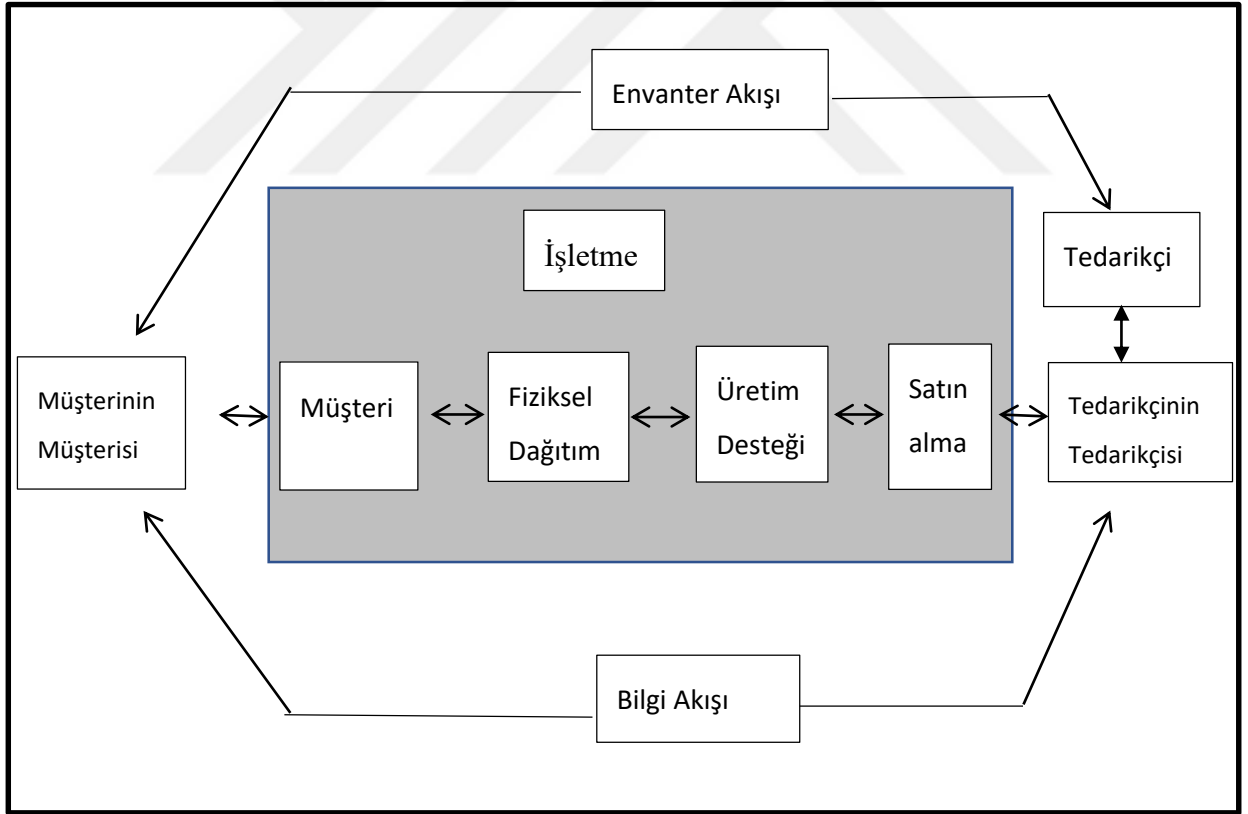 Envanter Akışı
İşletme
Tedarikçi
Müşterinin
Müşterisi
Müşteri
Fiziksel
Dağıtım
Üretim
Desteği
Satın
alma
Tedarikçinin
Tedarikçisi
Bilgi Akışı